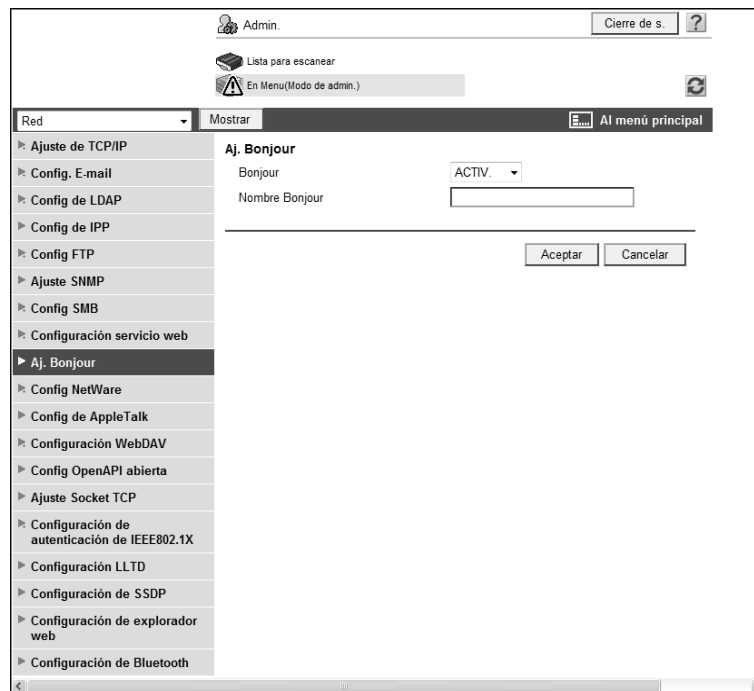 Admin.
Cierre de s.
?
Lista para escanear
En Menu(Modo de admin.)
Red
Mostrar
Al menú principal
Ajuste de TCP/IP
Config. E-mail
Config de LDAP
Config de IPP
Config FTP
Ajuste SNMP
Config SMB
Configuración servicio web
Aj. Bonjour
Config NetWare
Config de AppleTalk
Configuración WebDAV
Config OpenAPI abierta
Ajuste Socket TCP
Configuración de
autenticación de IEEE802.1X
Configuración LLTD
Configuración de SSDP
Configuración de explorador
web
Configuración de Bluetooth
Aj. Bonjour
Bonjour
ACTIV.
Nombre Bonjour
Aceptar
Cancelar